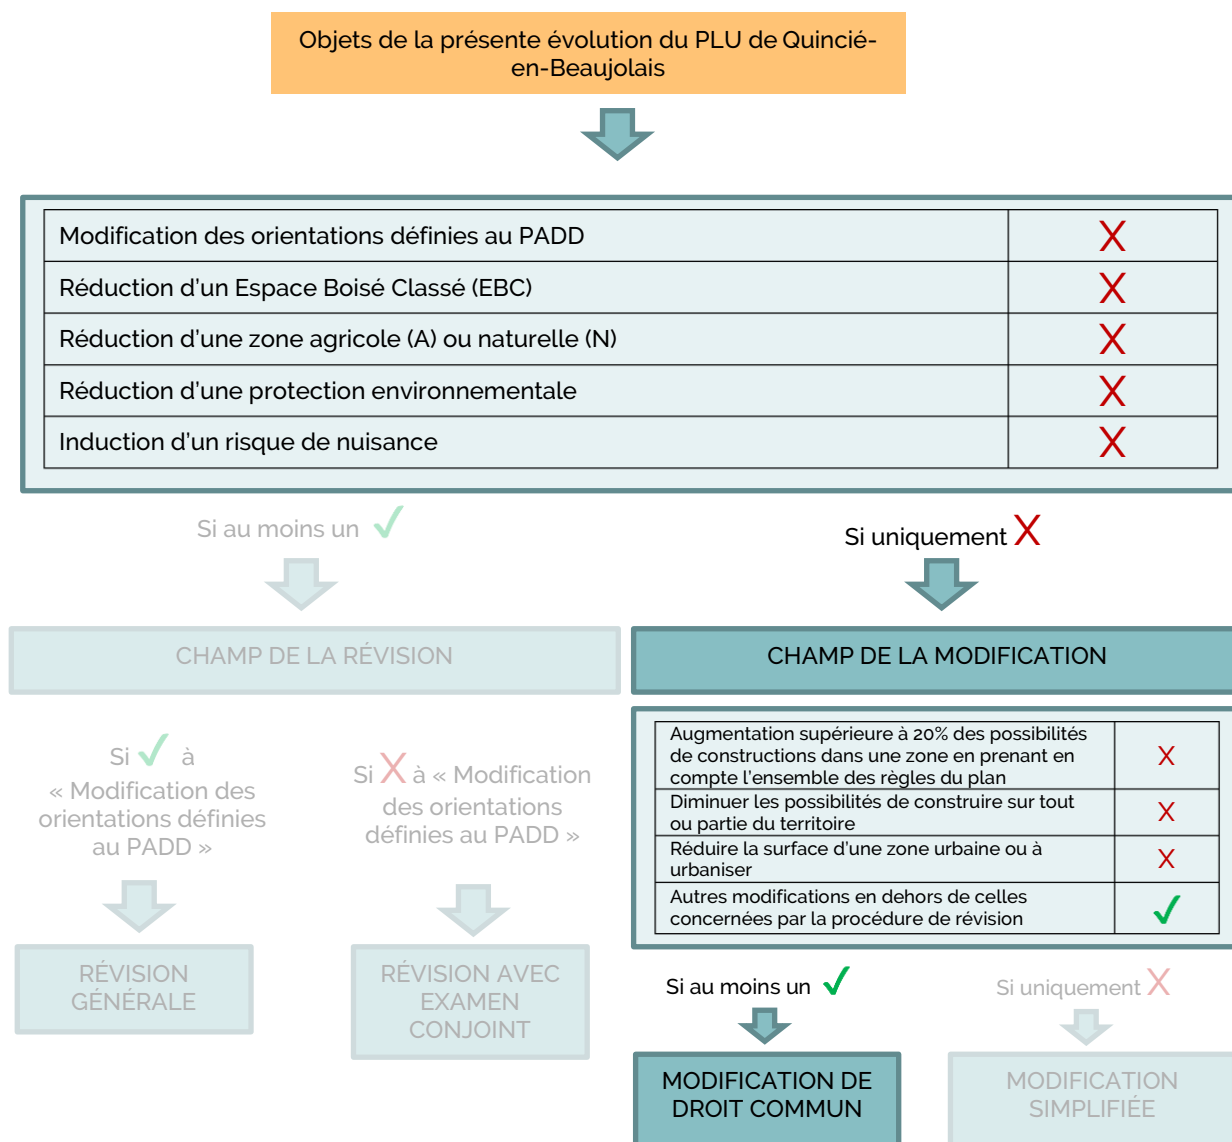 Objets de la présente évolution du PLU de Quincié-
en-Beaujolais
Modification des orientations définies au PADD X
Réduction d’un Espace Boisé Classé (EBC) X
Réduction d’une zone agricole (A) ou naturelle (N) X
Réduction d’une protection environnementale X
Induction d’un risque de nuisance X
Si au moins un ✓
Si uniquement X
CHAMP DE LA RÉVISION
CHAMP DE LA MODIFICATION
Si ✓ à
« Modification des
orientations définies
au PADD »
Si X à « Modification
des orientations
définies au PADD »
Augmentation supérieure à 20% des possibilités
de constructions dans une zone en prenant en
compte l’ensemble des règles du plan X
Diminuer les possibilités de construire sur tout
ou partie du territoire X
Réduire la surface d’une zone urbaine ou à
urbaniser X
Autres modifications en dehors de celles
concernées par la procédure de révision ✓
RÉVISION
GÉNÉRALE
RÉVISION AVEC
EXAMEN
CONJOINT
Si au moins un ✓
Si uniquement X
MODIFICATION DE
DROIT COMMUN
MODIFICATION
SIMPLIFIÉE